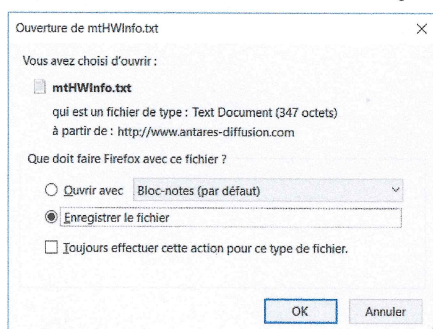 Ouverture de mtHWInfo.txt
Vous avez choisi d'ouvrir :
mtHWInfo.txt
qui est un fichier de type : Text Document (347 octets)
à partir de : http://www.antares-diffusion.com
Que doit faire Firefox avec ce fichier ?
Ouvrir avec Bloc-notes (par défaut)
Enregistrer le fichier
Toujours effectuer cette action pour ce type de fichier.
OK Annuler